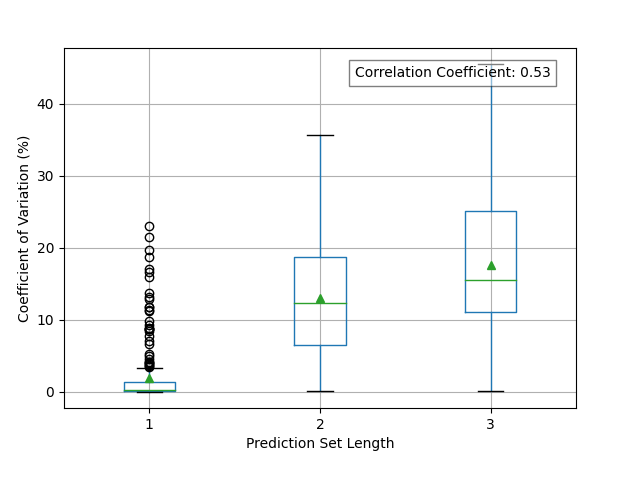 Correlation Coefficient: 0.53
Coefficient of Variation (%)
40
30
20
10
0
1 2 3
Prediction Set Length